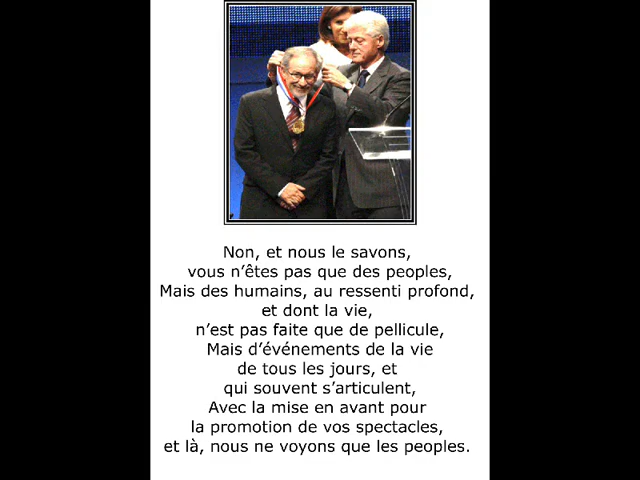 Non, et nous le savons,
vous n'êtes pas que des peoples,
Mais des humains, au ressenti profond,
et dont la vie,
n'est pas faite que de pellicule,
Mais d'événements de la vie
de tous les jours, et
qui souvent s'articulent,
Avec la mise en avant pour
la promotion de vos spectacles,
et là, nous ne voyons que les peoples.